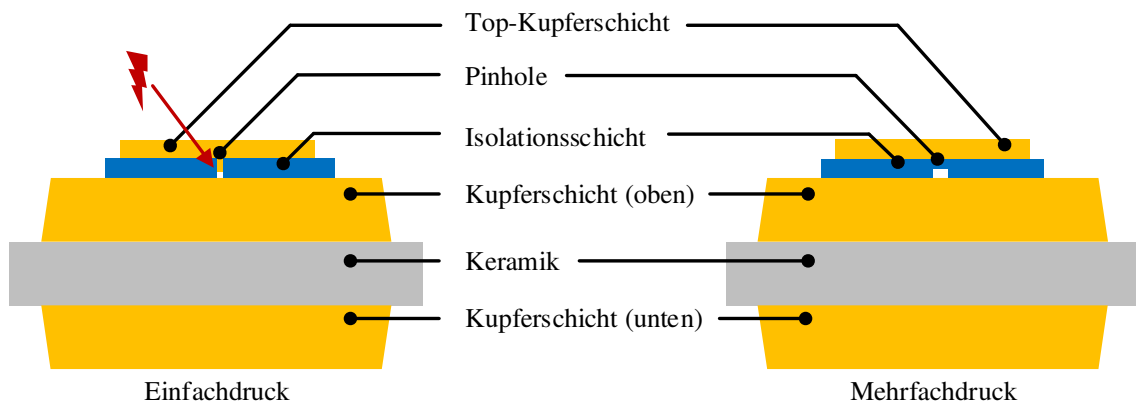 Top-Kupferschicht
Pinhole
Isolationsschicht
Kupferschicht (oben)
Keramik
Kupferschicht (unten)
Einfachdruck
Mehrfachdruck